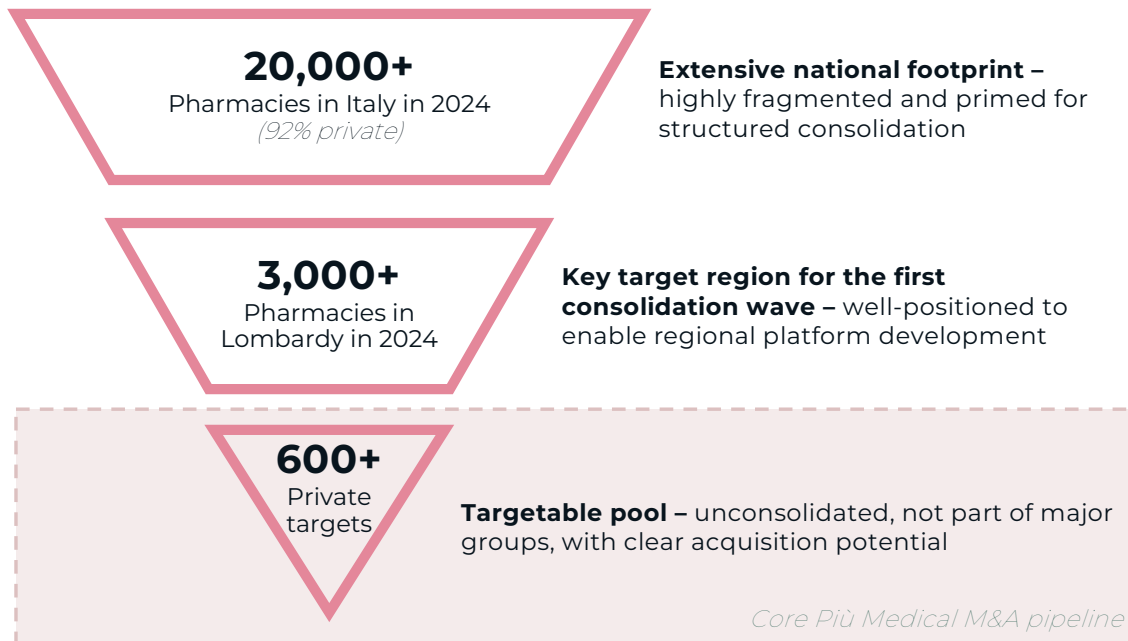 20,000+
Pharmacies in Italy in 2024
(92% private)
Extensive national footprint –
highly fragmented and primed for
structured consolidation
3,000+
Pharmacies in
Lombardy in 2024
Key target region for the first
consolidation wave – well-positioned to
enable regional platform development
600+
Private
targets
Targetable pool – unconsolidated, not part of major
groups, with clear acquisition potential
Core Più Medical M&A pipeline